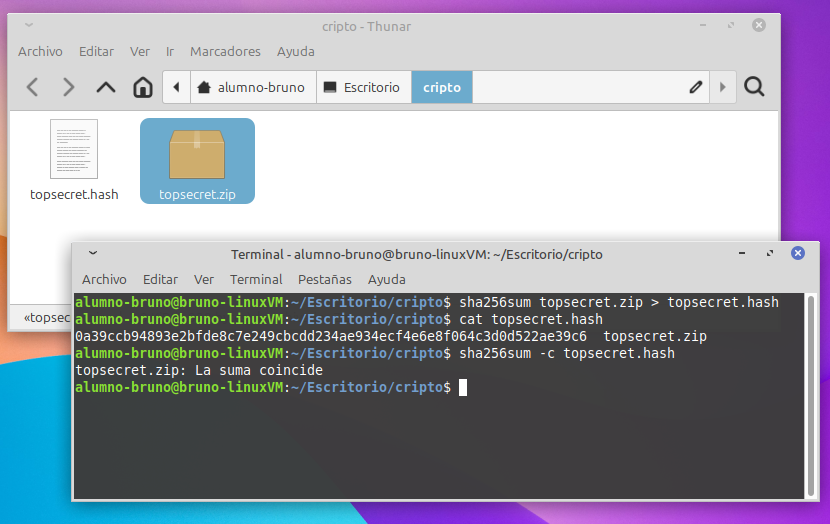 cripto - Thunar
Archivo Editar Ver Ir Marcadores Ayuda
alumno-bruno Escritorio cripto
topsecret.hash topsecret.zip
Terminal - alumno-bruno@bruno-linuxVM: ~/Escritorio/cripto
Archivo Editar Ver Terminal Pestañas Ayuda
alumno-bruno@bruno-linuxVM:~/Escritorio/cripto$ sha256sum topsecret.zip > topsecret.hash
alumno-bruno@bruno-linuxVM:~/Escritorio/cripto$ cat topsecret.hash
0a39ccb94893e2bfde8c7e249cbcdd234ae934ecf4e6e8f064c3d0d522ae39c6  topsecret.zip
alumno-bruno@bruno-linuxVM:~/Escritorio/cripto$ sha256sum -c topsecret.hash
topsecret.zip: La suma coincide
alumno-bruno@bruno-linuxVM:~/Escritorio/cripto$
«topsec